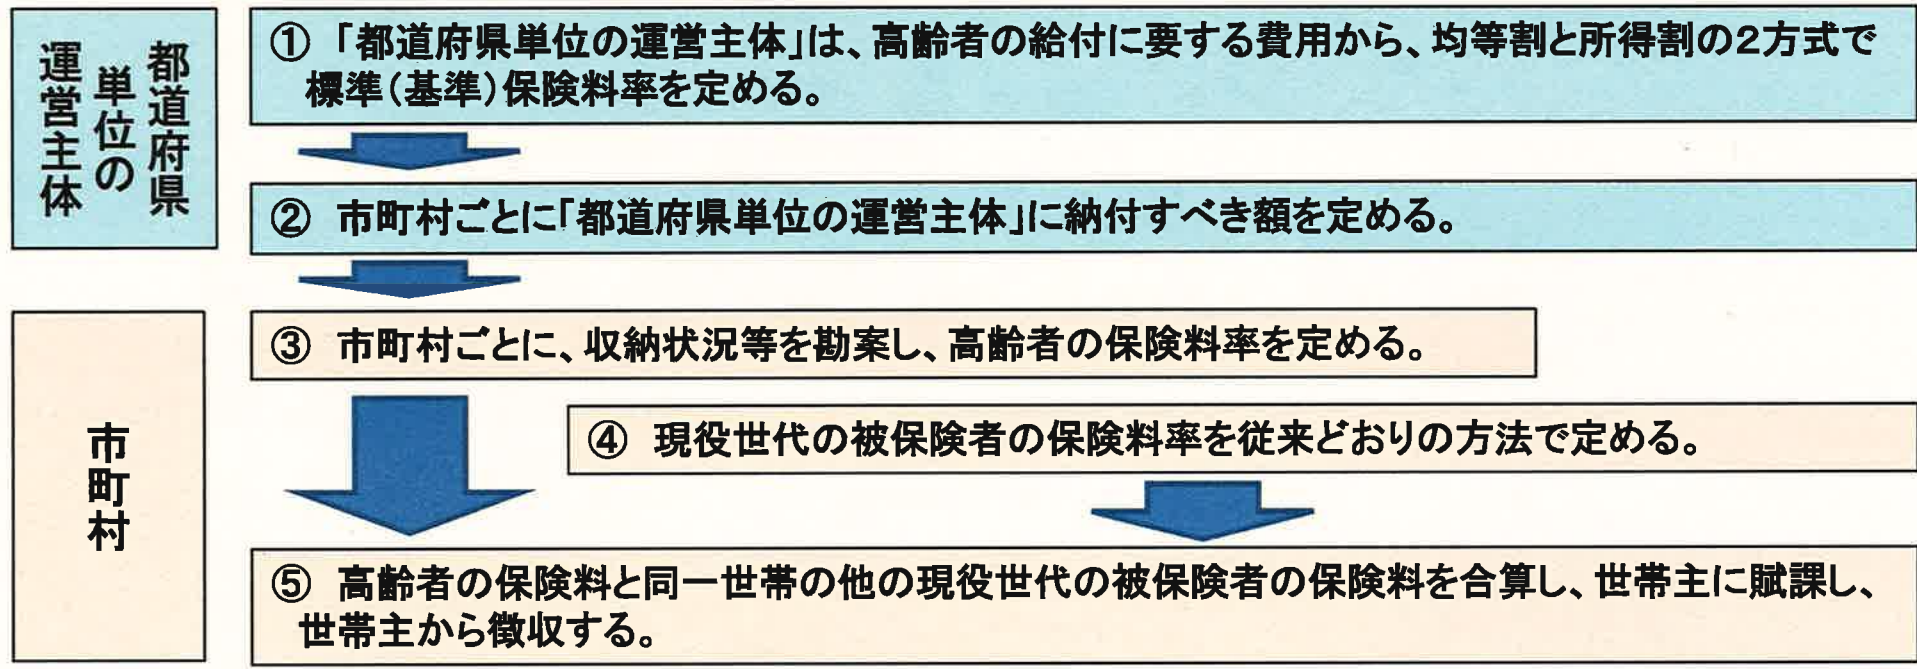 都道府県
単位の
運営主体
① 「都道府県単位の運営主体」は、高齢者の給付に要する費用から、均等割と所得割の2方式で
標準(基準)保険料率を定める。
② 市町村ごとに「都道府県単位の運営主体」に納付すべき額を定める。
市町村
③ 市町村ごとに、収納状況等を勘案し、高齢者の保険料率を定める。
④ 現役世代の被保険者の保険料率を従来どおりの方法で定める。
⑤ 高齢者の保険料と同一世帯の他の現役世代の被保険者の保険料を合算し、世帯主に賦課し、
世帯主から徴収する。